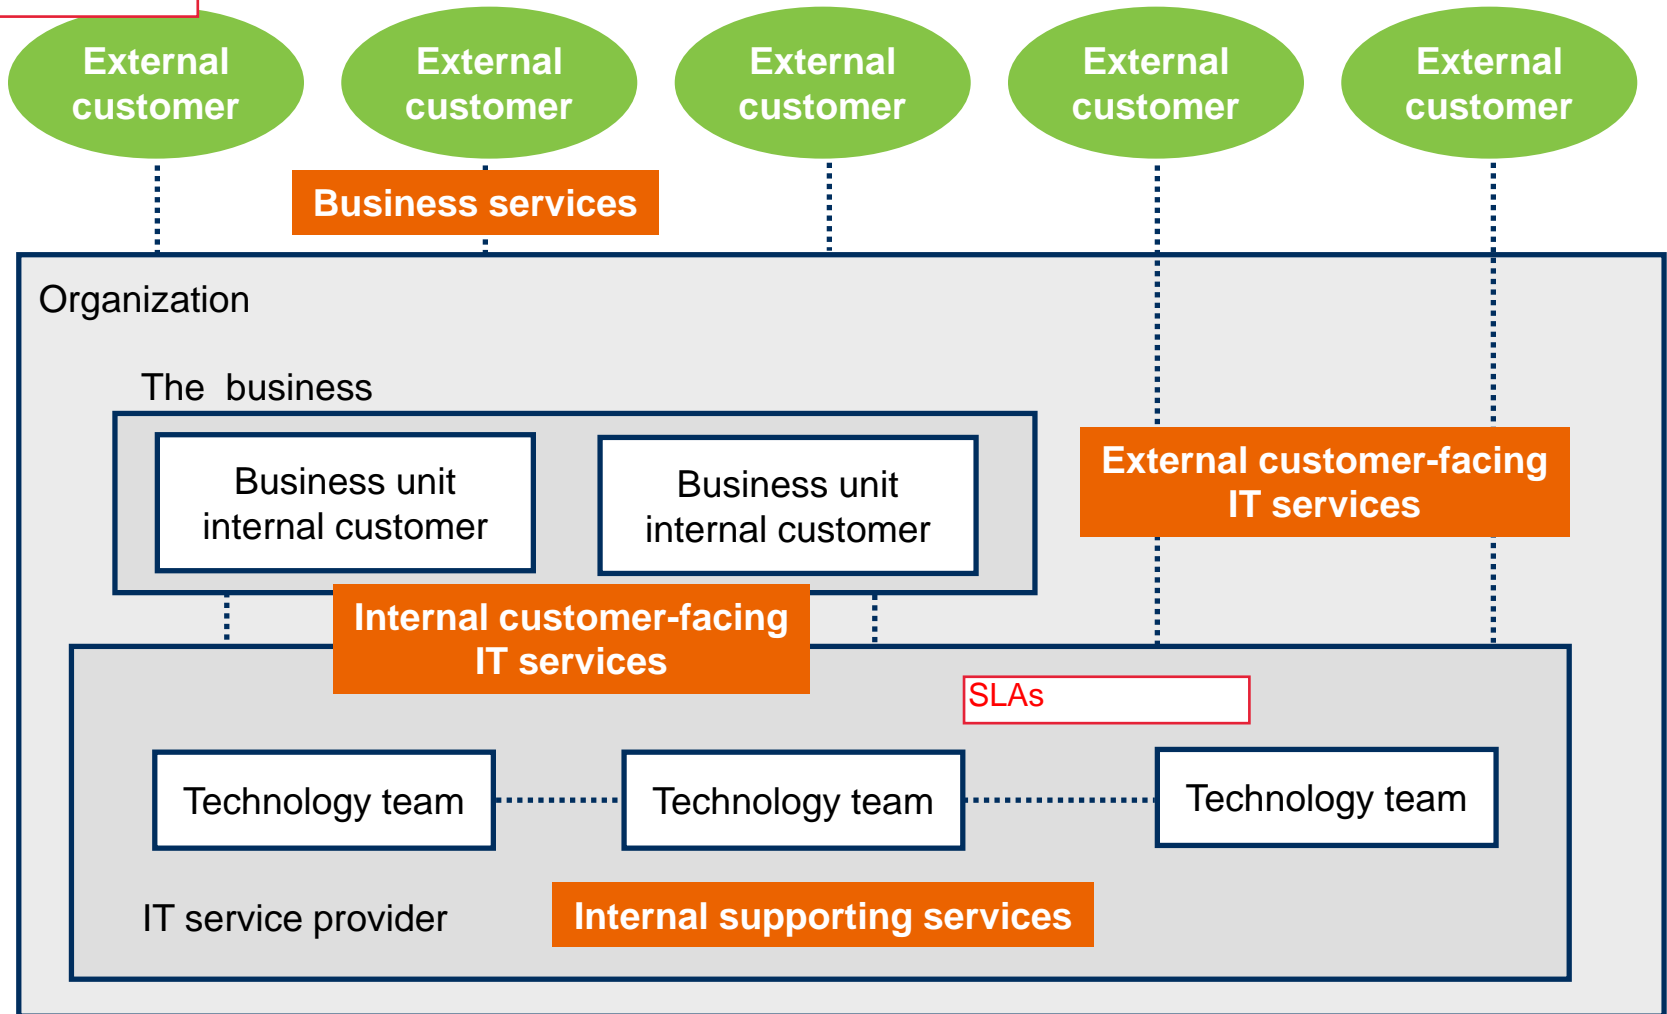 External
customer
External
customer
External
customer
External
customer
External
customer
Business services
Organization
The  business
Business unit
internal customer
Business unit
internal customer
External customer-facing
IT services
Internal customer-facing
IT services
SLAs
Technology team
Technology team
Technology team
IT service provider
Internal supporting services